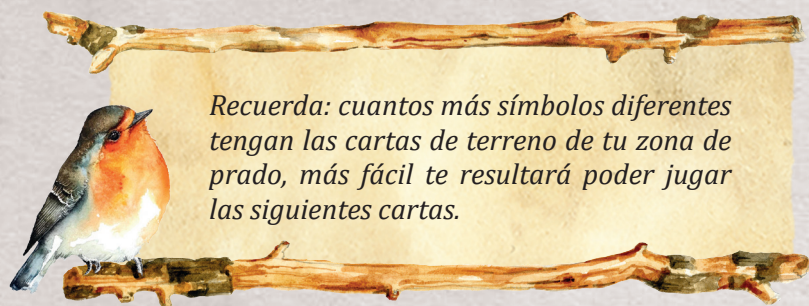 Recuerda: cuantos más símbolos diferentes
tengan las cartas de terreno de tu zona de
prado, más fácil te resultará poder jugar
las siguientes cartas.